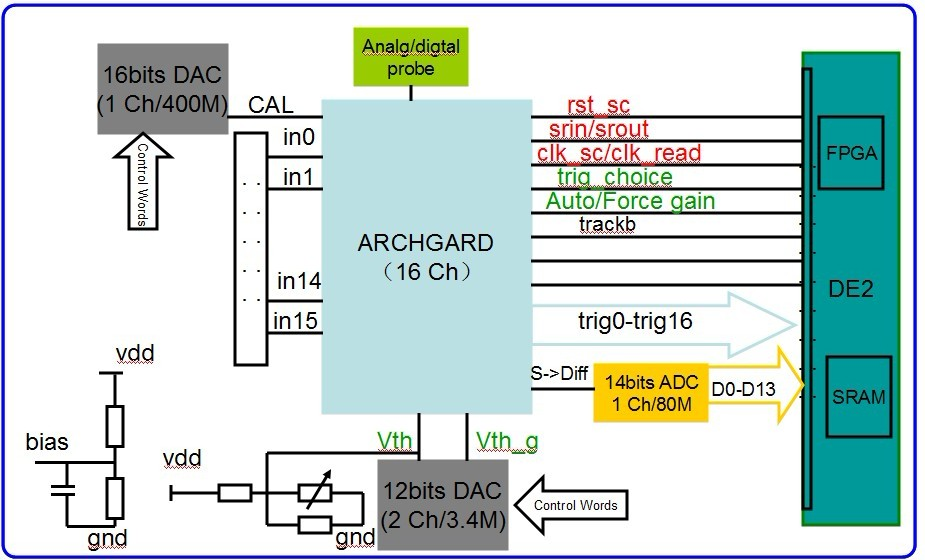 Analg/digtal
probe
16bits DAC
(1 Ch/400M)
CAL
Control Words
in0
in1
in14
in15
ARCHGARD
（16 Ch）
rst_sc
srin/srout
clk_sc/clk_read
trig_choice
Auto/Force gain
trackb
trig0-trig16
S->Diff
14bits ADC
1 Ch/80M
D0-D13
FPGA
DE2
SRAM
vdd
bias
gnd
vdd
gnd
Vth
Vth_g
12bits DAC
(2 Ch/3.4M)
Control Words